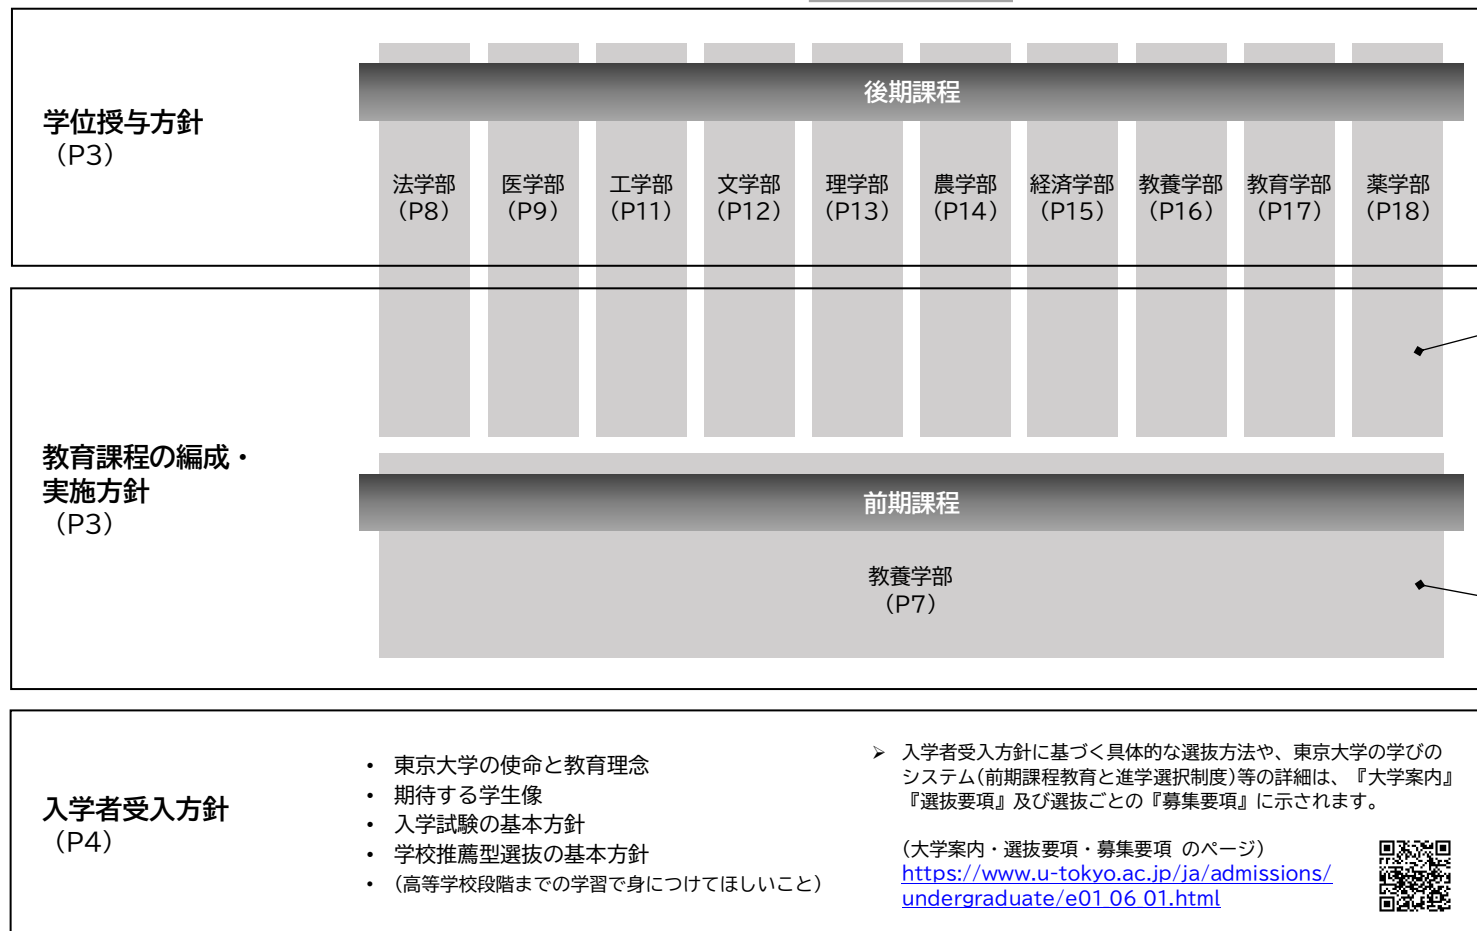 後期課程
学位授与方針
（P3）
法学部
（P8）
医学部
（P9）
工学部
（P11）
文学部
（P12）
理学部
（P13）
農学部
（P14）
経済学部
（P15）
教養学部
（P16）
教育学部
（P17）
薬学部
（P18）
教育課程の編成・
実施方針
（P3）
前期課程
教養学部
（P7）
入学者受入方針
（P4）
・ 東京大学の使命と教育理念
・ 期待する学生像
・ 入学試験の基本方針
・ 学校推薦型選抜の基本方針
・ （高等学校段階までの学習で身につけてほしいこと）
➢ 入学者受入方針に基づく具体的な選抜方法や、東京大学の学びの
システム(前期課程教育と進学選択制度)等の詳細は、『大学案内』
『選抜要項』及び選抜ごとの『募集要項』に示されます。
（大学案内・選抜要項・募集要項 のページ）
https://www.u-tokyo.ac.jp/ja/admissions/
undergraduate/e01_06_01.html